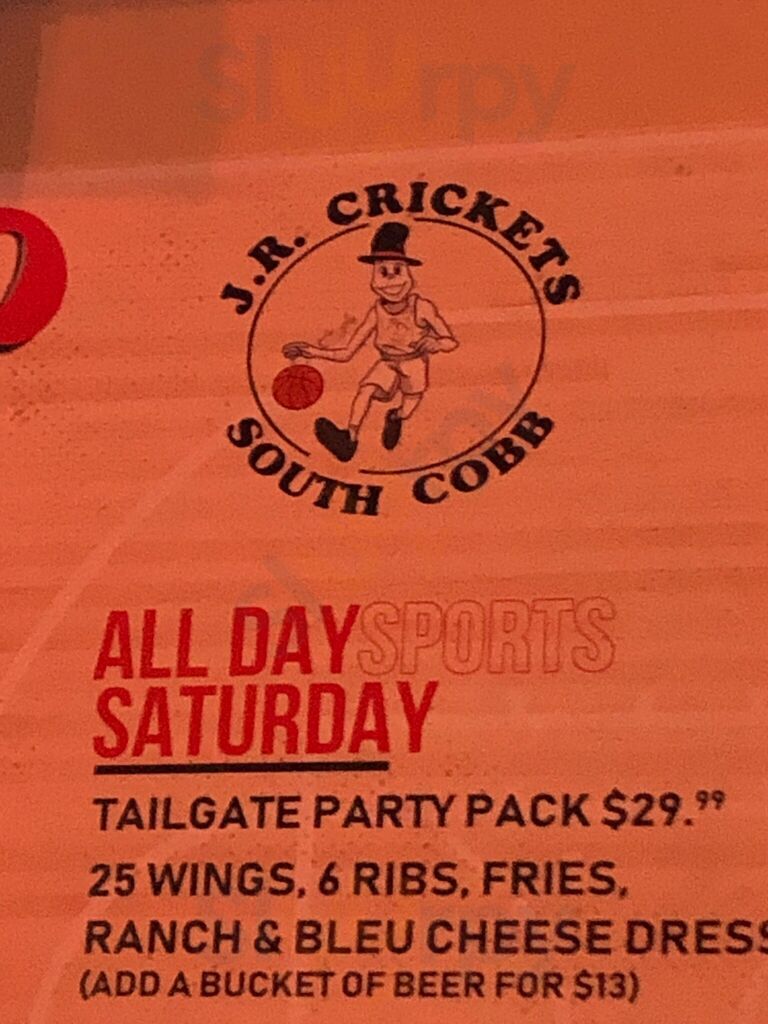 Sluurpy
J.R. CRICKETS
SOUTH COBB
ALL DAY SPORTS
SATURDAY
TAILGATE PARTY PACK $29.99
25 WINGS, 6 RIBS, FRIES,
RANCH & BLEU CHEESE DRESS
(ADD A BUCKET OF BEER FOR $13)